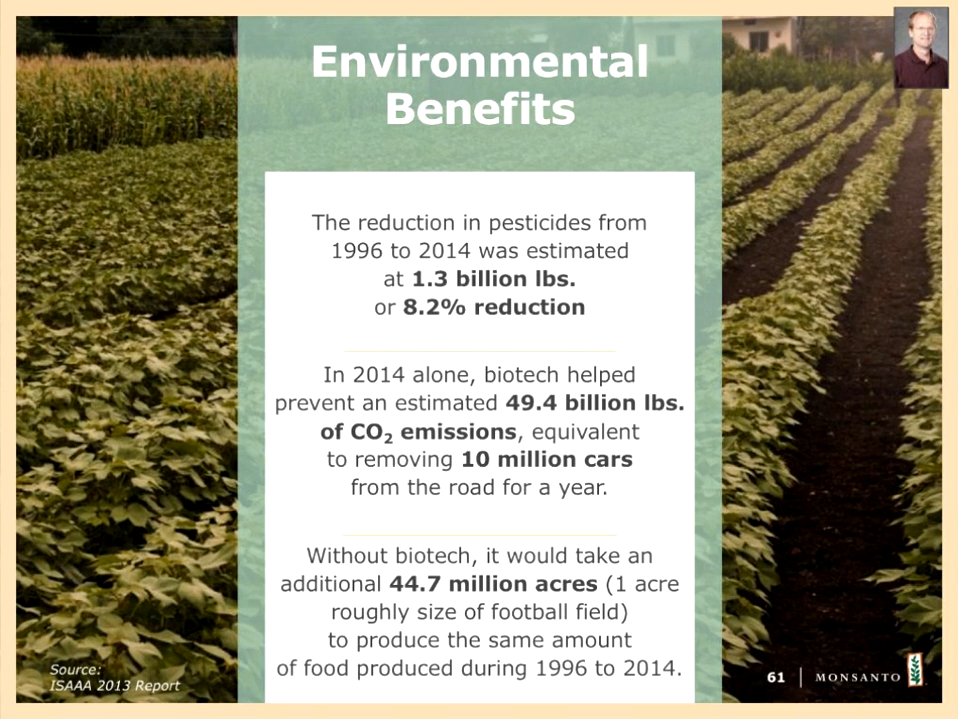 Environmental
Benefits
The reduction in pesticides from
1996 to 2014 was estimated
at 1.3 billion lbs.
or 8.2% reduction
In 2014 alone, biotech helped
prevent an estimated 49.4 billion lbs.
of CO₂ emissions, equivalent
to removing 10 million cars
from the road for a year.
Without biotech, it would take an
additional 44.7 million acres (1 acre
roughly size of football field)
to produce the same amount
of food produced during 1996 to 2014.
Source:
ISAAA 2013 Report
61 | MONSANTO